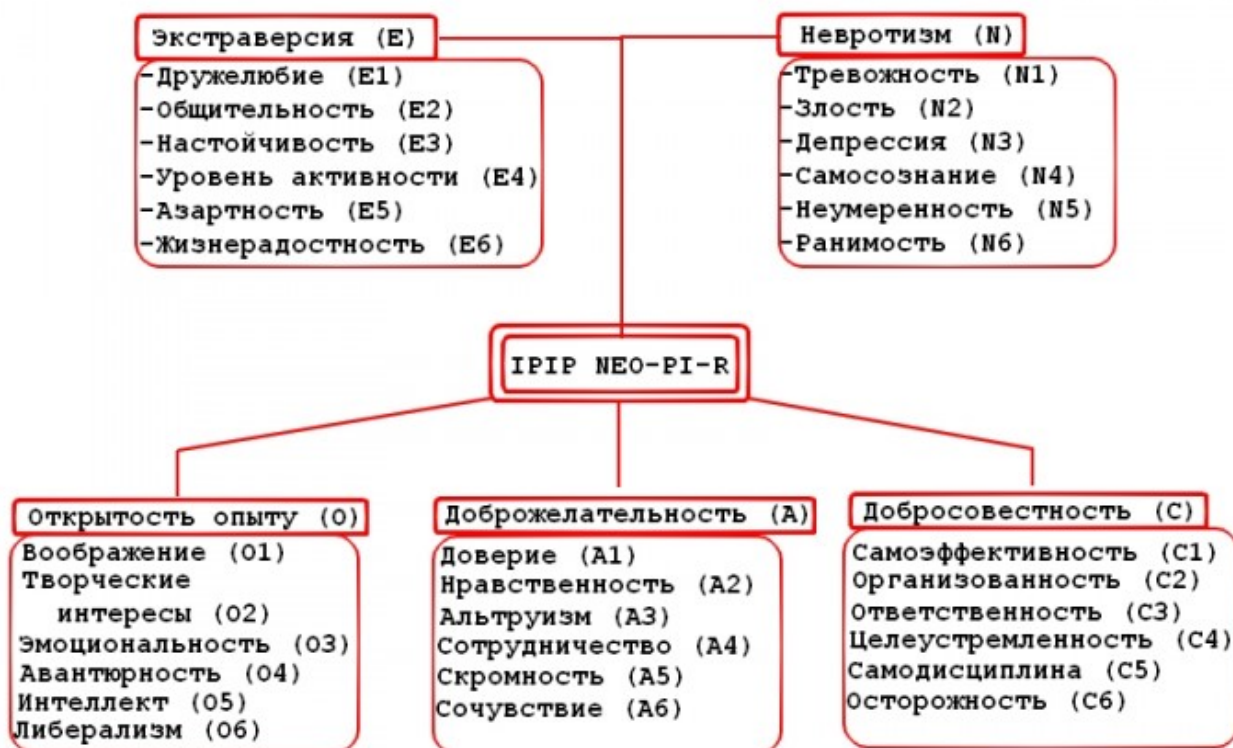 Экстраверсия (E)
-Дружелюбие (E1)
-Общительность (E2)
-Настойчивость (E3)
-Уровень активности (E4)
-Азартность (E5)
-Жизнерадостность (E6)
Невротизм (N)
-Тревожность (N1)
-Злость (N2)
-Депрессия (N3)
-Самосознание (N4)
-Неумеренность (N5)
-Ранимость (N6)
IPIP NEO-PI-R
Открытость опыту (O)
Воображение (O1)
Творческие
интересы (O2)
Эмоциональность (O3)
Авантюрность (O4)
Интеллект (O5)
Либерализм (O6)
Доброжелательность (A)
Доверие (A1)
Нравственность (A2)
Альтруизм (A3)
Сотрудничество (A4)
Скромность (A5)
Сочувствие (A6)
Добросовестность (C)
Самоэффективность (C1)
Организованность (C2)
Ответственность (C3)
Целеустремленность (C4)
Самодисциплина (C5)
Осторожность (C6)